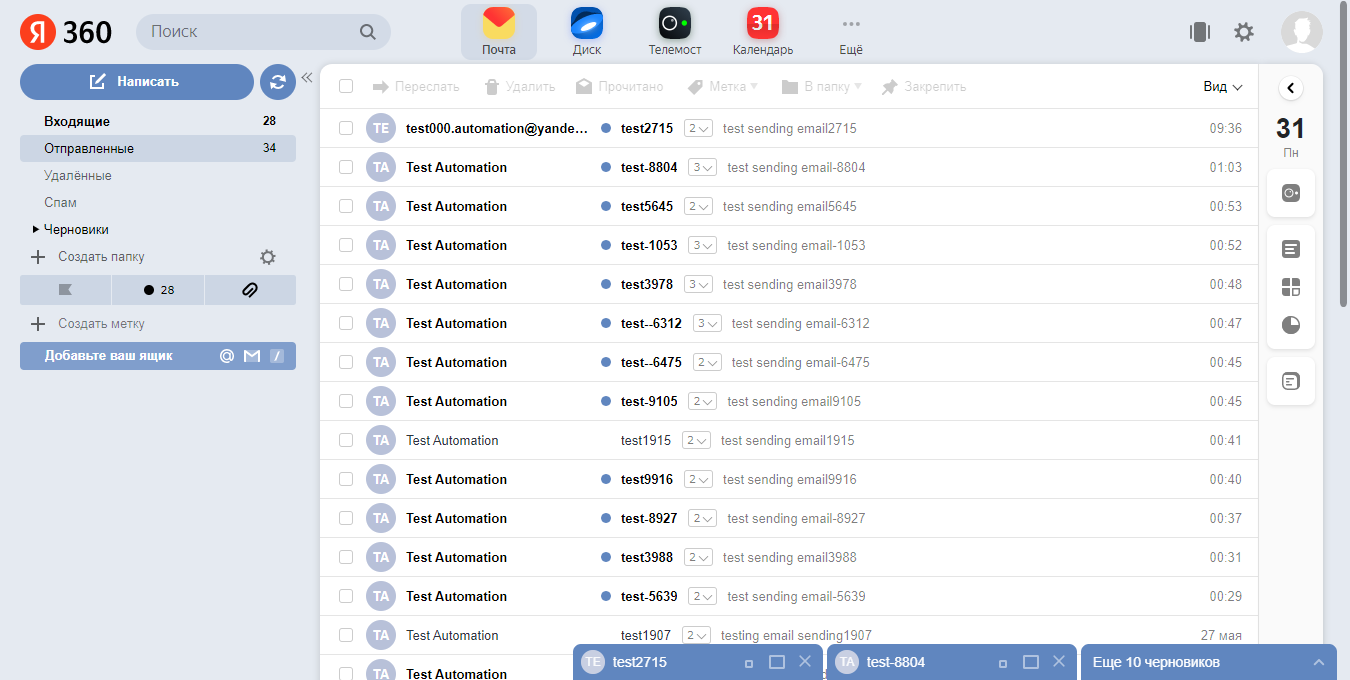 Я 360
Поиск
Почта
Диск
Телемост
31
Календарь
Ещё
Написать
Входящие 28
Отправленные 34
Удалённые
Спам
Черновики
Создать папку
28
Создать метку
Добавьте ваш ящик
Переслать Удалить Прочитано Метка В папку Закрепить Вид
TE test000.automation@yande... test2715 2 test sending email2715 09:36
TA Test Automation test-8804 3 test sending email-8804 01:03
TA Test Automation test5645 2 test sending email5645 00:53
TA Test Automation test-1053 3 test sending email-1053 00:52
TA Test Automation test3978 3 test sending email3978 00:48
TA Test Automation test--6312 3 test sending email-6312 00:47
TA Test Automation test--6475 2 test sending email-6475 00:45
TA Test Automation test-9105 2 test sending email9105 00:45
TA Test Automation test1915 2 test sending email1915 00:41
TA Test Automation test9916 2 test sending email9916 00:40
TA Test Automation test-8927 2 test sending email-8927 00:37
TA Test Automation test3988 2 test sending email3988 00:31
TA Test Automation test-5639 2 test sending email-5639 00:29
TA Test Automation test1907 2 testing email sending1907 27 мая
TA Test Automation
31
Пн
TE test2715
TA test-8804
Еще 10 черновиков